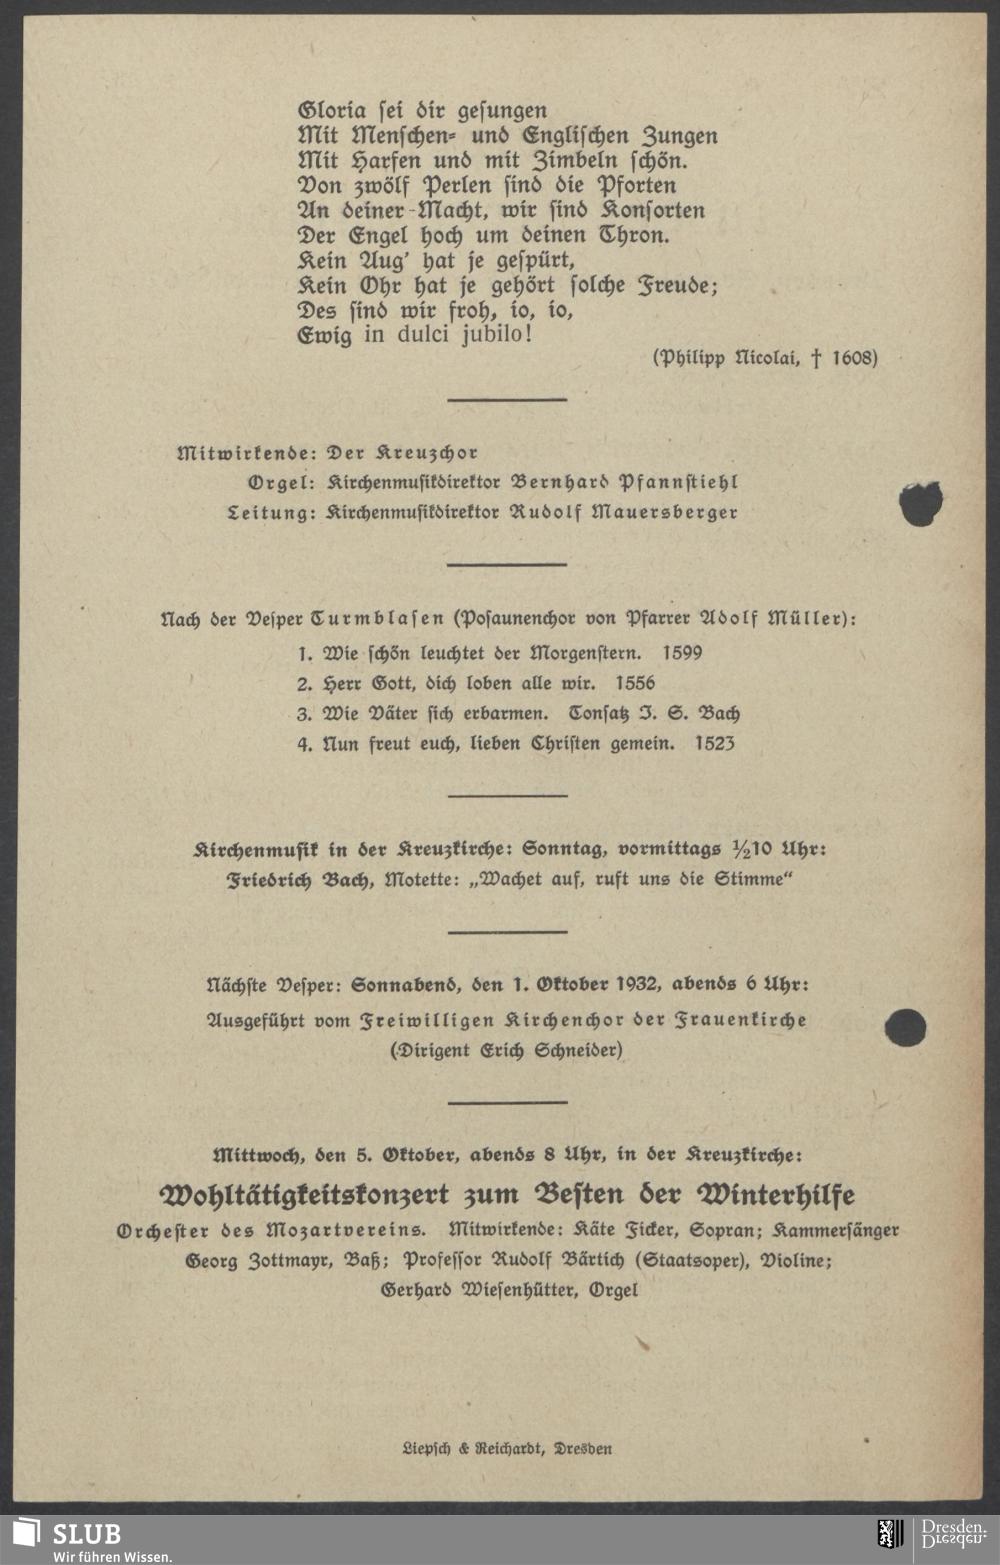 Gloria sei dir gesungen
Mit Menschen- und Englischen Zungen
Mit Harfen und mit Zimbeln schön.
Von zwölf Perlen sind die Pforten
An deiner Macht, wir sind Konsorten
Der Engel hoch um deinen Thron.
Kein Aug' hat je gespürt,
Kein Ohr hat je gehört solche Freude;
Des sind wir froh, io, io,
Ewig in dulci jubilo!
(Philipp Nicolai, † 1608)
Mitwirkende: Der Kreuzchor
Orgel: Kirchenmusikdirektor Bernhard Pfannstiehl
Leitung: Kirchenmusikdirektor Rudolf Mauersberger
Nach der Vesper Turmblasen (Posaunenchor von Pfarrer Adolf Müller):
1. Wie schön leuchtet der Morgenstern. 1599
2. Herr Gott, dich loben alle wir. 1556
3. Wie Väter sich erbarmen. Tonsatz J. S. Bach
4. Nun freut euch, lieben Christen gemein. 1523
Kirchenmusik in der Kreuzkirche: Sonntag, vormittags ½10 Uhr:
Friedrich Bach, Motette: „Wachet auf, ruft uns die Stimme“
Nächste Vesper: Sonnabend, den 1. Oktober 1932, abends 6 Uhr:
Ausgeführt vom Freiwilligen Kirchenchor der Frauenkirche
(Dirigent Erich Schneider)
Mittwoch, den 5. Oktober, abends 8 Uhr, in der Kreuzkirche:
Wohltätigkeitskonzert zum Besten der Winterhilfe
Orchester des Mozartvereins. Mitwirkende: Käte Ficker, Sopran; Kammersänger
Georg Zottmayr, Baß; Professor Rudolf Bärtich (Staatsoper), Violine;
Gerhard Wiesenhütter, Orgel
Liepsch & Reichardt, Dresden
SLUB
Wir führen Wissen.
Dresden.
Dresden.